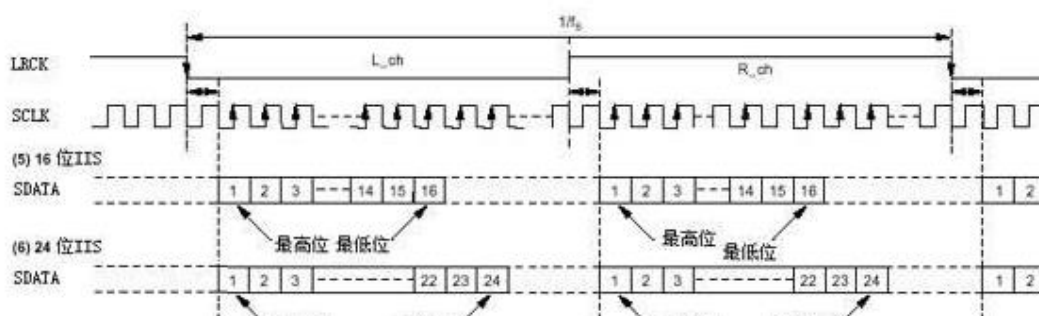 1/fs
LRCK L_ch R_ch
SCLK
(5) 16 位IIS
SDATA 1 2 3 14 15 16 1 2 3 14 15 16 1 2
最高位 最低位 最高位 最低位
(6) 24 位IIS
SDATA 1 2 3 22 23 24 1 2 3 22 23 24 1 2